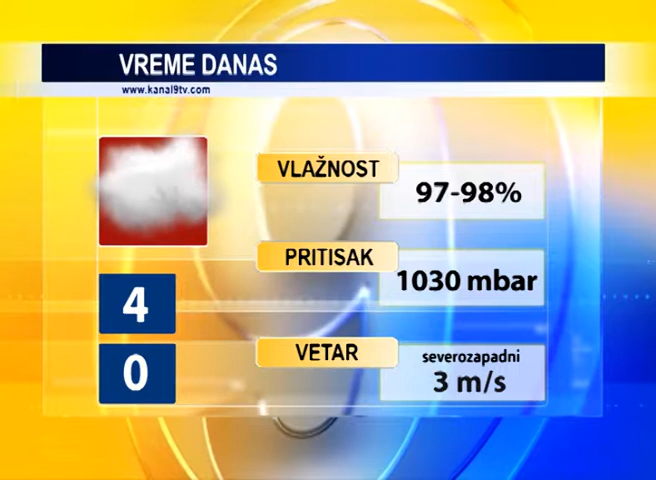 VREME DANAS
www.kanal9tv.com
VLAŽNOST
97-98%
PRITISAK
1030 mbar
4
0
VETAR
severozapadni
3 m/s